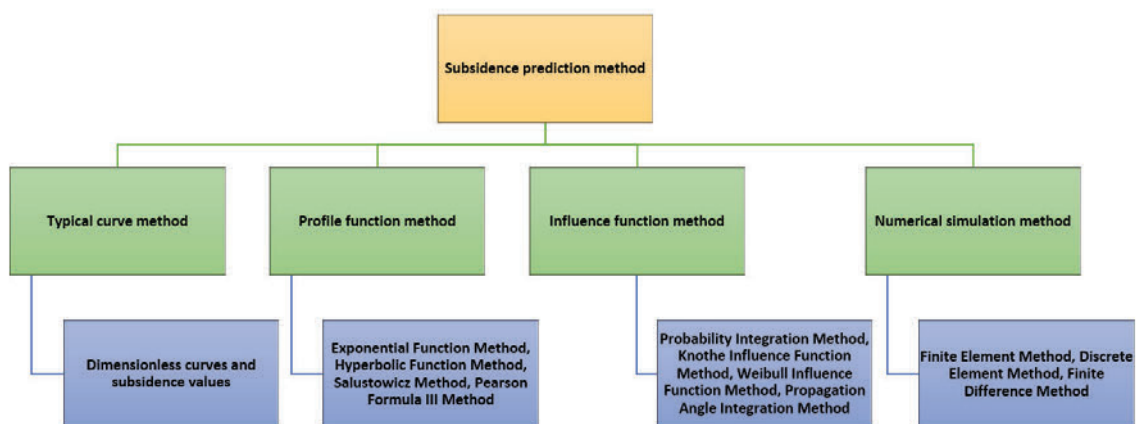 Subsidence prediction method
Typical curve method
Profile function method
Influence function method
Numerical simulation method
Dimensionless curves and
subsidence values
Exponential Function Method,
Hyperbolic Function Method,
Salustowicz Method, Pearson
Formula III Method
Probability Integration Method,
Knothe Influence Function
Method, Weibull Influence
Function Method, Propagation
Angle Integration Method
Finite Element Method, Discrete
Element Method, Finite
Difference Method